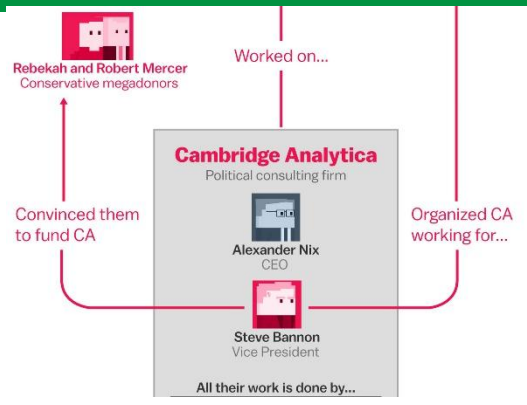 Rebekah and Robert Mercer
Conservative megadonors
Worked on...
Cambridge Analytica
Political consulting firm
Alexander Nix
CEO
Convinced them
to fund CA
Organized CA
working for...
Steve Bannon
Vice President
All their work is done by...